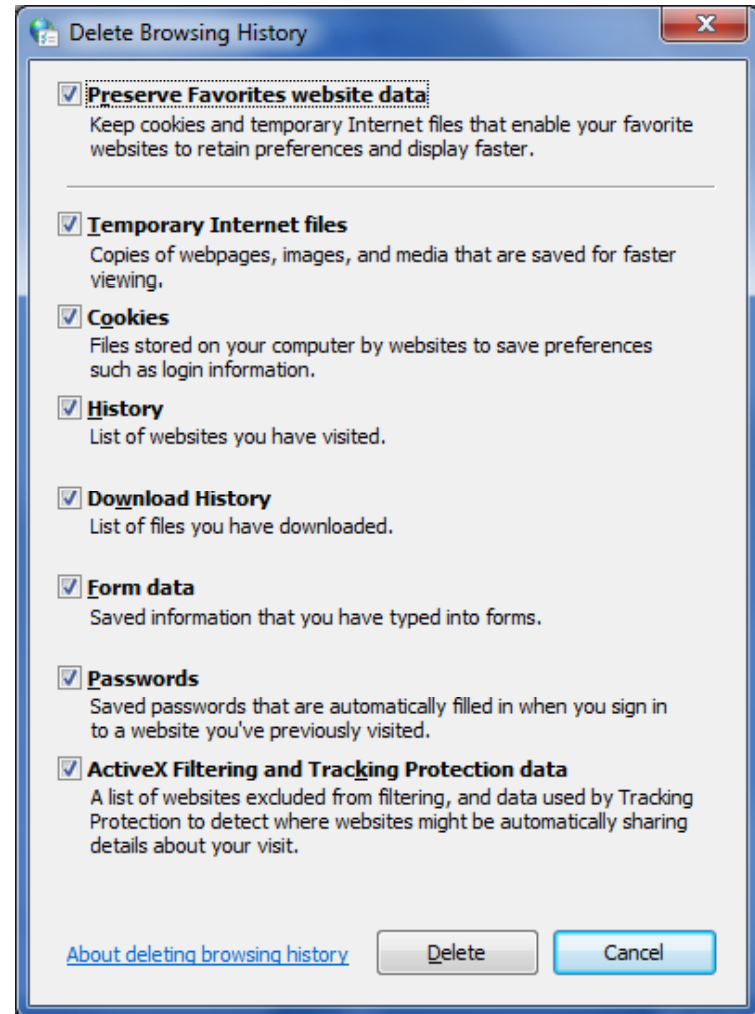 Delete Browsing History
Preserve Favorites website data
Keep cookies and temporary Internet files that enable your favorite
websites to retain preferences and display faster.
Temporary Internet files
Copies of webpages, images, and media that are saved for faster
viewing.
Cookies
Files stored on your computer by websites to save preferences
such as login information.
History
List of websites you have visited.
Download History
List of files you have downloaded.
Form data
Saved information that you have typed into forms.
Passwords
Saved passwords that are automatically filled in when you sign in
to a website you've previously visited.
ActiveX Filtering and Tracking Protection data
A list of websites excluded from filtering, and data used by Tracking
Protection to detect where websites might be automatically sharing
details about your visit.
About deleting browsing history Delete Cancel